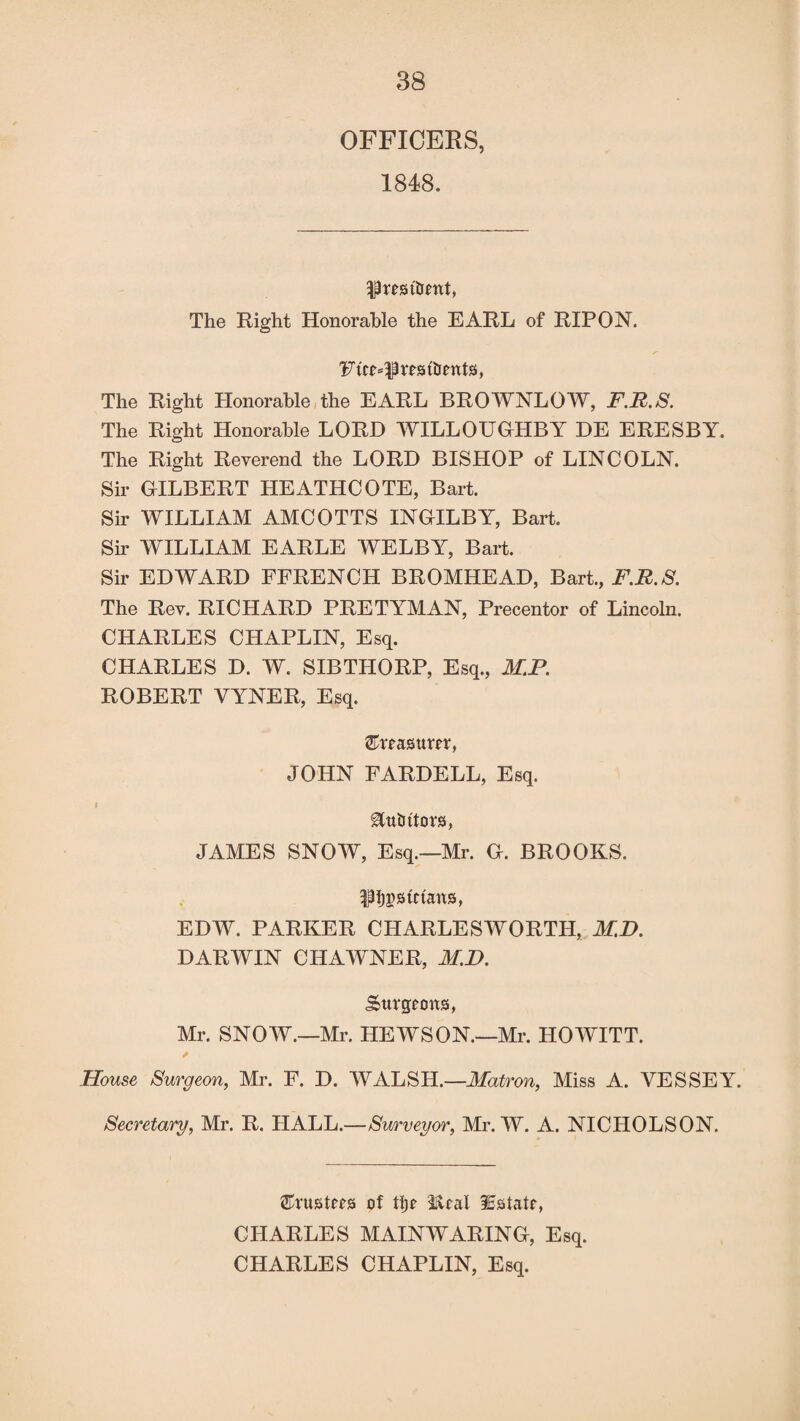 38
OFFICERS,
1848.
President,
The Right Honorable the EARL of RIPON.
Vice-Presidents,
The Right Honorable the EARL BROWNLOW, F.R.S.
The Right Honorable LORD WILLOUGHBY DE ERESBY.
The Right Reverend the LORD BISHOP of LINCOLN.
Sir GILBERT HEATHCOTE, Bart.
Sir WILLIAM AMCOTTS INGILBY, Bart.
Sir WILLIAM EARLE WELBY, Bart.
Sir EDWARD FFRENCH BROMHEAD, Bart., F.R.S.
The Rev. RICHARD PRETYMAN, Precentor of Lincoln.
CHARLES CHAPLIN, Esq.
CHARLES D. W. SIBTHORP, Esq., M.P.
ROBERT VYNER, Esq.
Treasurer,
JOHN FARDELL, Esq.
Auditors,
JAMES SNOW, Esq.—Mr. G. BROOKS.
Physicians,
EDW. PARKER CHARLESWORTH, M.D.
DARWIN CHAWNER, M.D.
Surgeons,
Mr. SNOW.—Mr. HEWSON.—Mr. HOWITT.
House Surgeon, Mr. F. D. WALSH.—Matron, Miss A. VESSEY.
Secretary, Mr. R. HALL.—Surveyor, Mr. W. A. NICHOLSON.
Trustees of the Real Estate,
CHARLES MAINWARING, Esq.
CHARLES CHAPLIN, Esq.